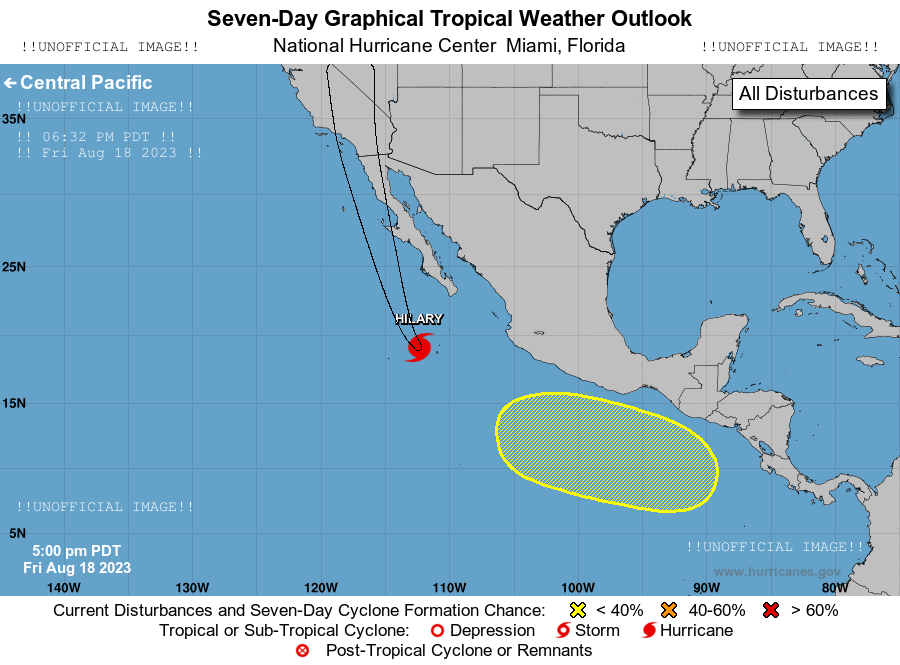 Seven-Day Graphical Tropical Weather Outlook
!!UNOFFICIAL IMAGE!! National Hurricane Center Miami, Florida !!UNOFFICIAL IMAGE!!
← Central Pacific
All Disturbances
!!UNOFFICIAL IMAGE!!
35N
!! 06:32 PM PDT !!
!! Fri Aug 18 2023 !!
25N
HILARY
15N
!!UNOFFICIAL IMAGE!!
5N
5:00 pm PDT
Fri Aug 18 2023
!!UNOFFICIAL IMAGE!!
www.hurricanes.gov
140W 130W 120W 110W 100W 90W 80W
Current Disturbances and Seven-Day Cyclone Formation Chance: < 40% 40-60% > 60%
Tropical or Sub-Tropical Cyclone: Depression Storm Hurricane
Post-Tropical Cyclone or Remnants